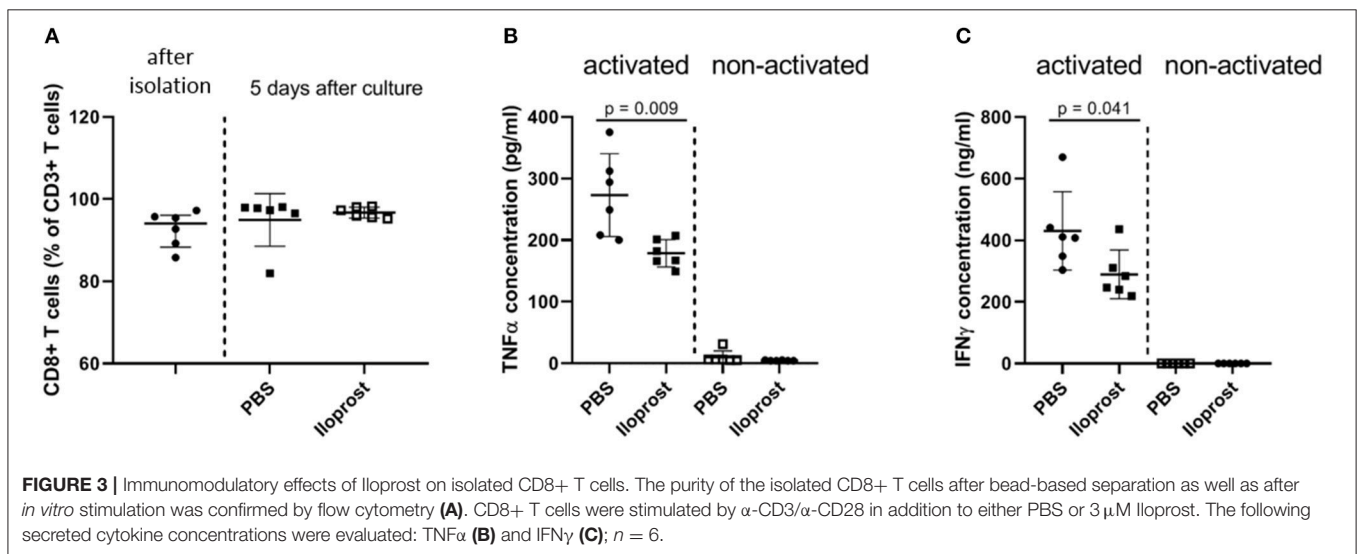 A
after
isolation
5 days after culture
CD8+ T cells (% of CD3+ T cells)
120
100
80
60
PBS
Iloprost
B
activated
non-activated
p = 0.009
TNFα concentration (pg/ml)
400
300
200
100
0
PBS
Iloprost
PBS
Iloprost
C
activated
non-activated
p = 0.041
IFNγ concentration (ng/ml)
800
600
400
200
0
PBS
Iloprost
PBS
Iloprost
FIGURE 3 | Immunomodulatory effects of Iloprost on isolated CD8+ T cells. The purity of the isolated CD8+ T cells after bead-based separation as well as after
in vitro stimulation was confirmed by flow cytometry (A). CD8+ T cells were stimulated by α-CD3/α-CD28 in addition to either PBS or 3 μM Iloprost. The following
secreted cytokine concentrations were evaluated: TNFα (B) and IFNγ (C); n = 6.